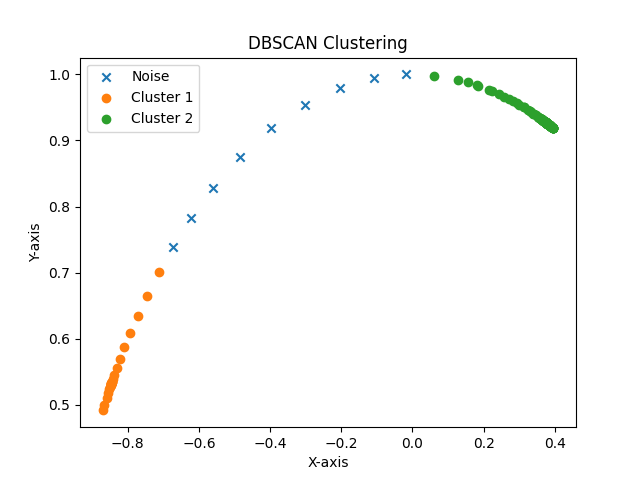 DBSCAN Clustering
Noise
Cluster 1
Cluster 2
1.0
0.9
0.8
0.7
0.6
0.5
Y-axis
−0.8 −0.6 −0.4 −0.2 0.0 0.2 0.4
X-axis